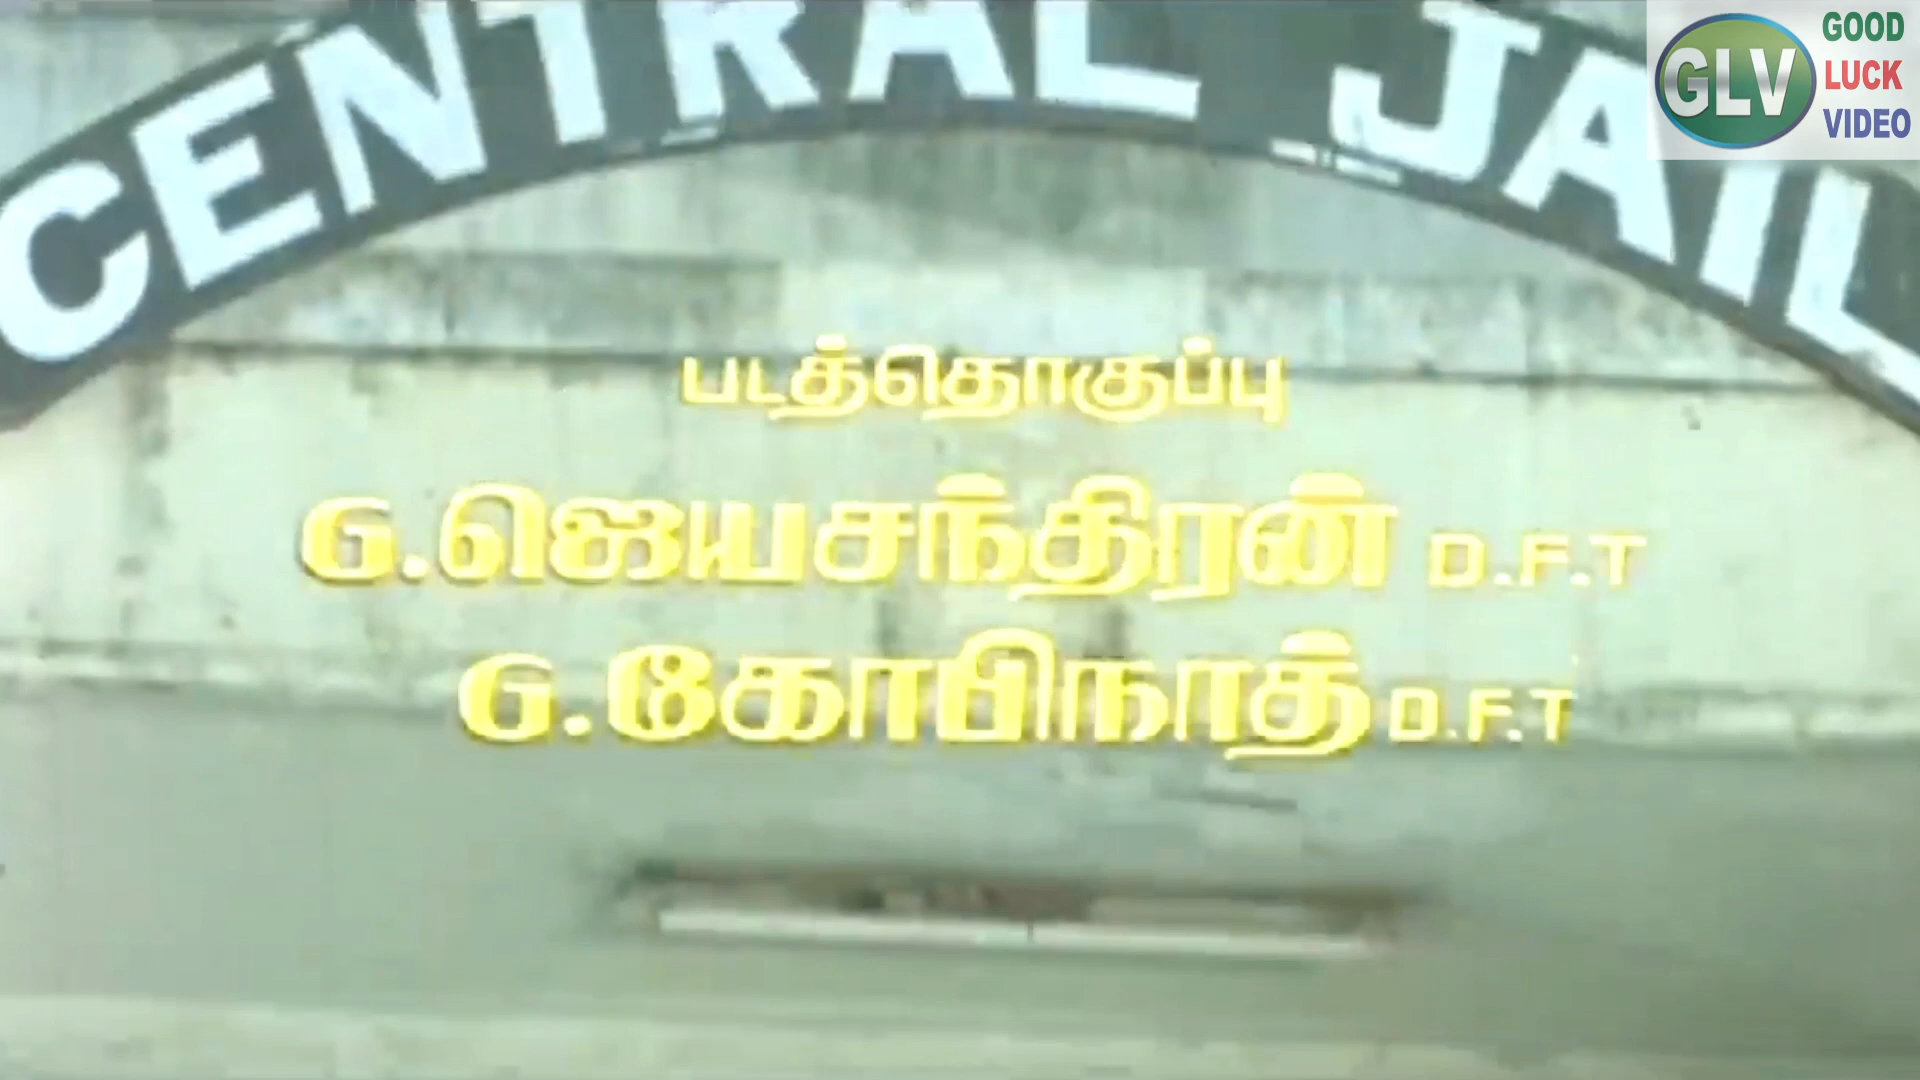 CENTRAL JAIL
GLV
GOOD
LUCK
VIDEO
படத்தொகுப்பு
G.ஜெயசந்திரன் D.F.T
G.கோபிநாத் D.F.T